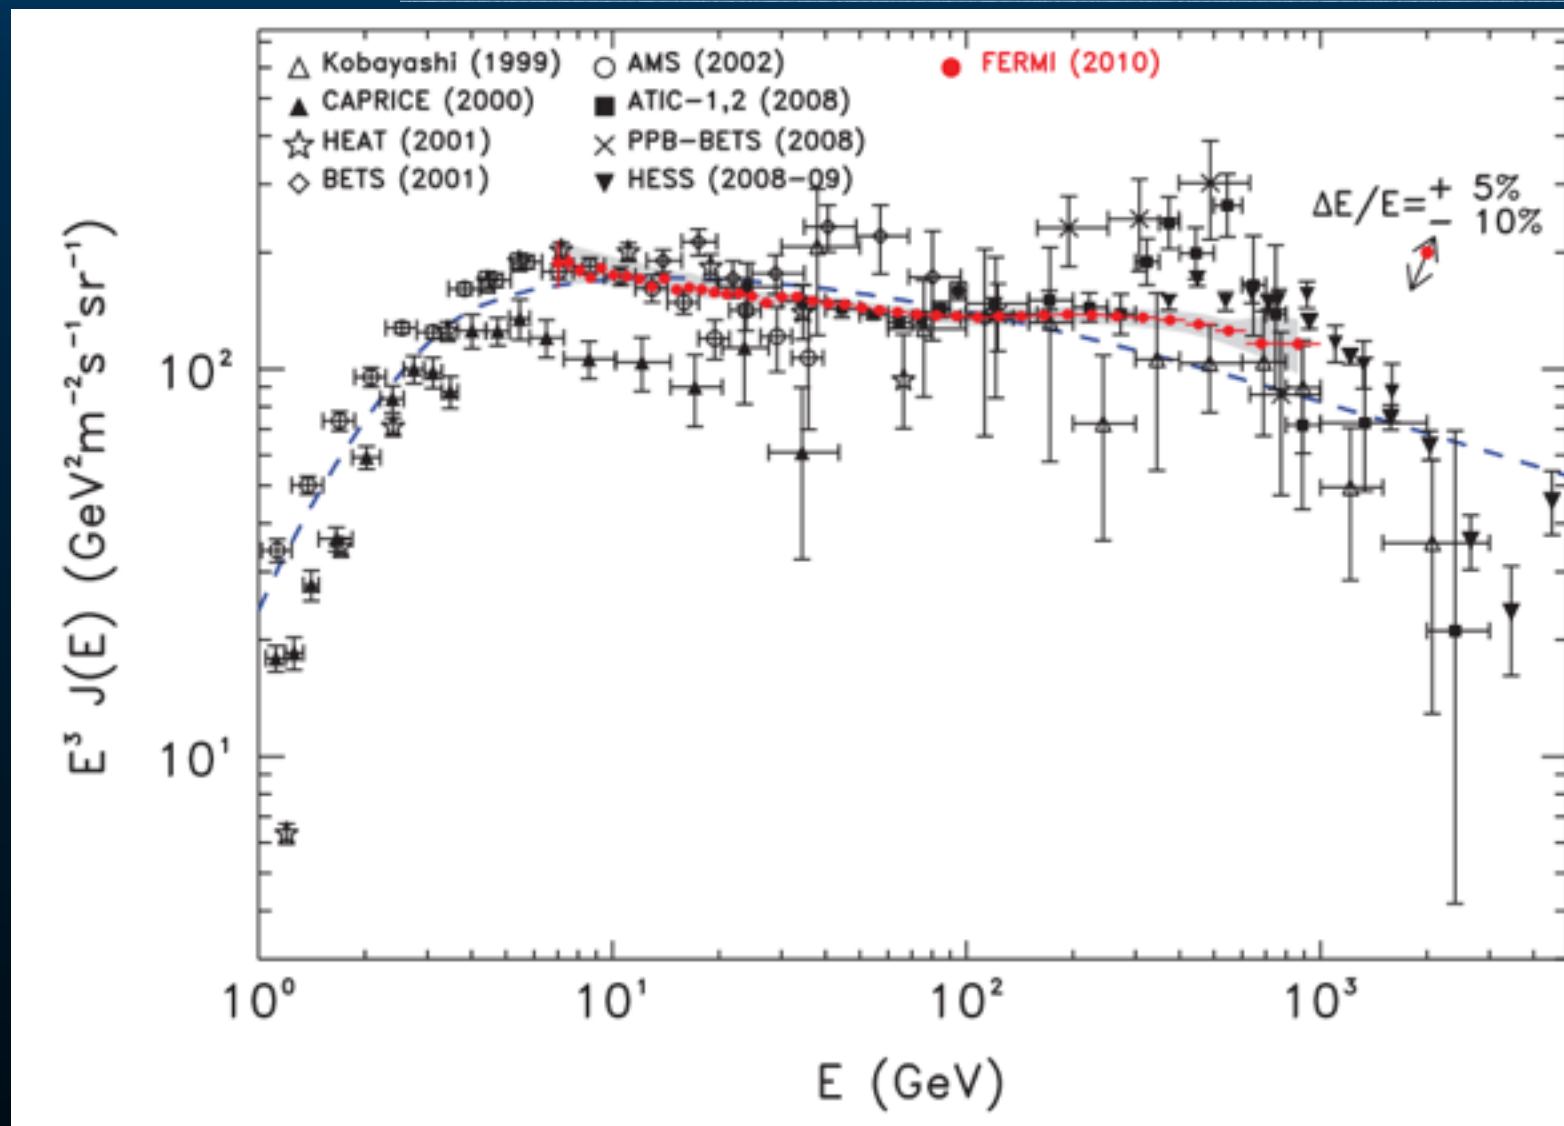 Kobayashi (1999)
CAPRICE (2000)
HEAT (2001)
BETS (2001)
AMS (2002)
ATIC-1,2 (2008)
PPB-BETS (2008)
HESS (2008-09)
FERMI (2010)
ΔE/E= + 5%
− 10%
E³ J(E) (GeV²m⁻²s⁻¹sr⁻¹)
10²
10¹
10⁰ 10¹ 10² 10³
E (GeV)